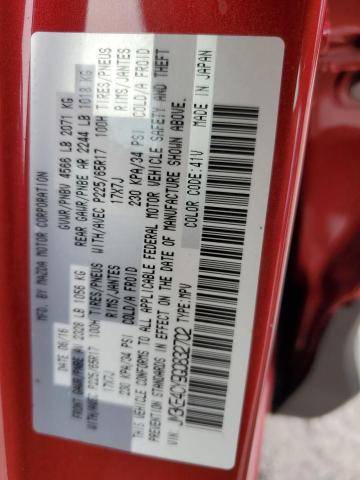 MFD. BY MAZDA MOTOR CORPORATION
DATE: 06/16 GVWR/PNBV 4566 LB 2071 KG
FRONT GAWR/PNBE AV 2328 LB 1056 KG REAR GAWR/PNBE AR 2244 LB 1018 KG
WITH/AVEC P225/65R17 100H TIRES/PNEUS WITH/AVEC P225/65R17 100H TIRES/PNEUS
17X7J RIMS/JANTES 17X7J RIMS/JANTES
230 KPA/34 PSI COLD/A FROID 230 KPA/34 PSI COLD/A FROID
THIS VEHICLE CONFORMS TO ALL APPLICABLE FEDERAL MOTOR VEHICLE SAFETY AND THEFT
PREVENTION STANDARDS IN EFFECT ON THE DATE OF MANUFACTURE SHOWN ABOVE.
VIN: TYPE:MPV COLOR CODE:41V MADE IN JAPAN